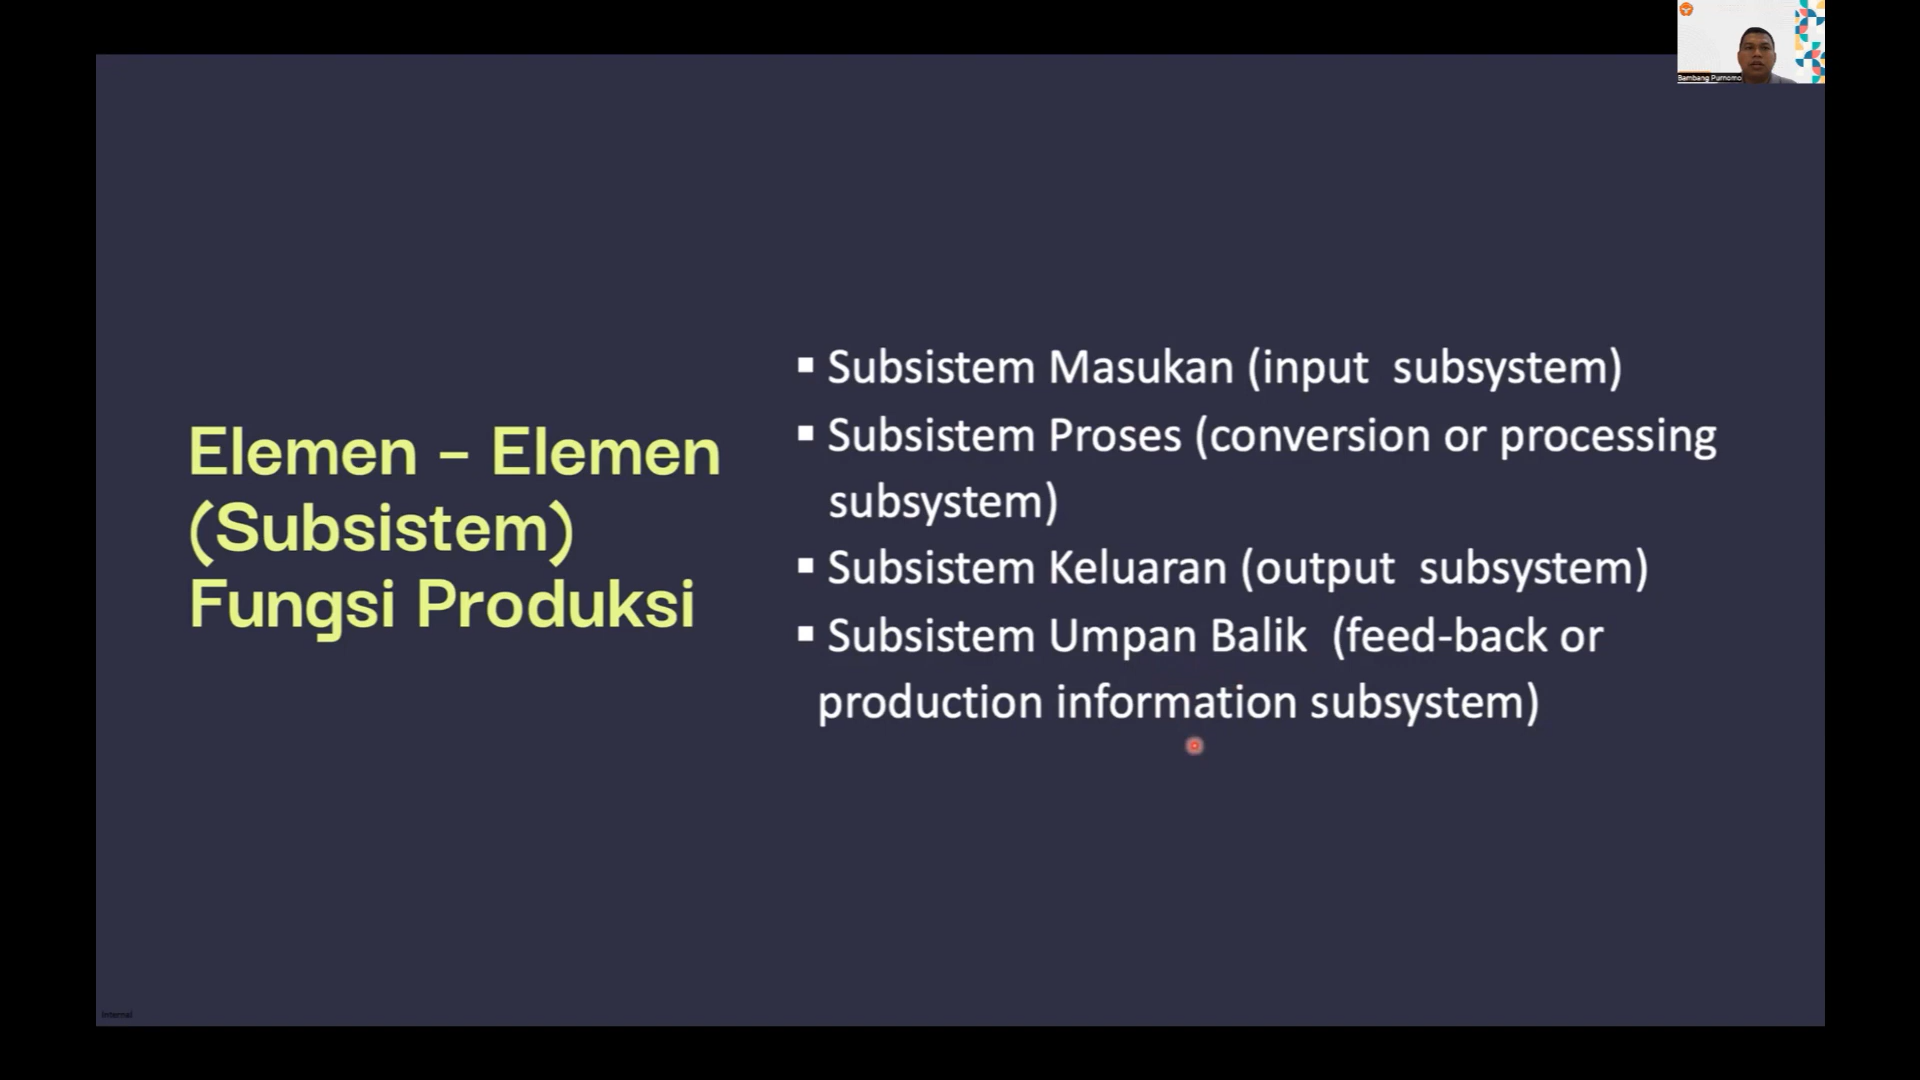 Bambang Purnomo
Elemen – Elemen
(Subsistem)
Fungsi Produksi
▪ Subsistem Masukan (input subsystem)
▪ Subsistem Proses (conversion or processing
subsystem)
▪ Subsistem Keluaran (output subsystem)
▪ Subsistem Umpan Balik (feed-back or
production information subsystem)
Internal